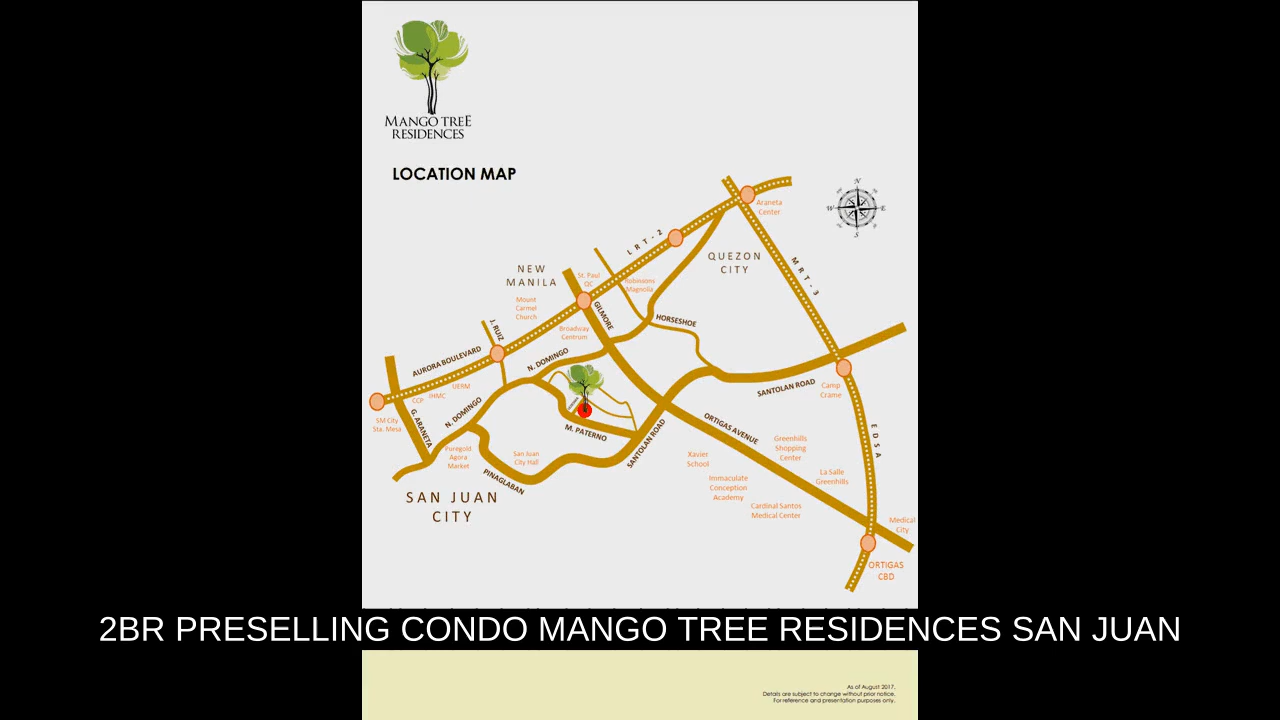 MANGO TREE
RESIDENCES
LOCATION MAP
N
W
E
S
Araneta
Center
LRT-2
QUEZON
CITY
MRT-3
NEW
MANILA
St. Paul
QC
Robinsons
Magnolia
Mount
Carmel
Church
GILMORE
HORSESHOE
J. RUIZ
Broadway
Centrum
AURORA BOULEVARD
N. DOMINGO
SANTOLAN ROAD
Camp
Crame
UERM
JHMC
CCP
SM City
Sta. Mesa
G. ARANETA
N. DOMINGO
M. PATERNO
SANTOLAN ROAD
ORTIGAS AVENUE
EDSA
Greenhills
Shopping
Center
Puregold
Agora
Market
San Juan
City Hall
Xavier
School
La Salle
Greenhills
PINAGLABAN
Immaculate
Conception
Academy
SAN JUAN
CITY
Cardinal Santos
Medical Center
Medical
City
ORTIGAS
CBD
2BR PRESELLING CONDO MANGO TREE RESIDENCES SAN JUAN
As of August 2017.
Details are subject to change without prior notice.
For reference and presentation purposes only.